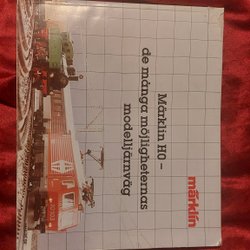 Märklin H0 –
de många möjligheternas
modelljärnväg
märklin